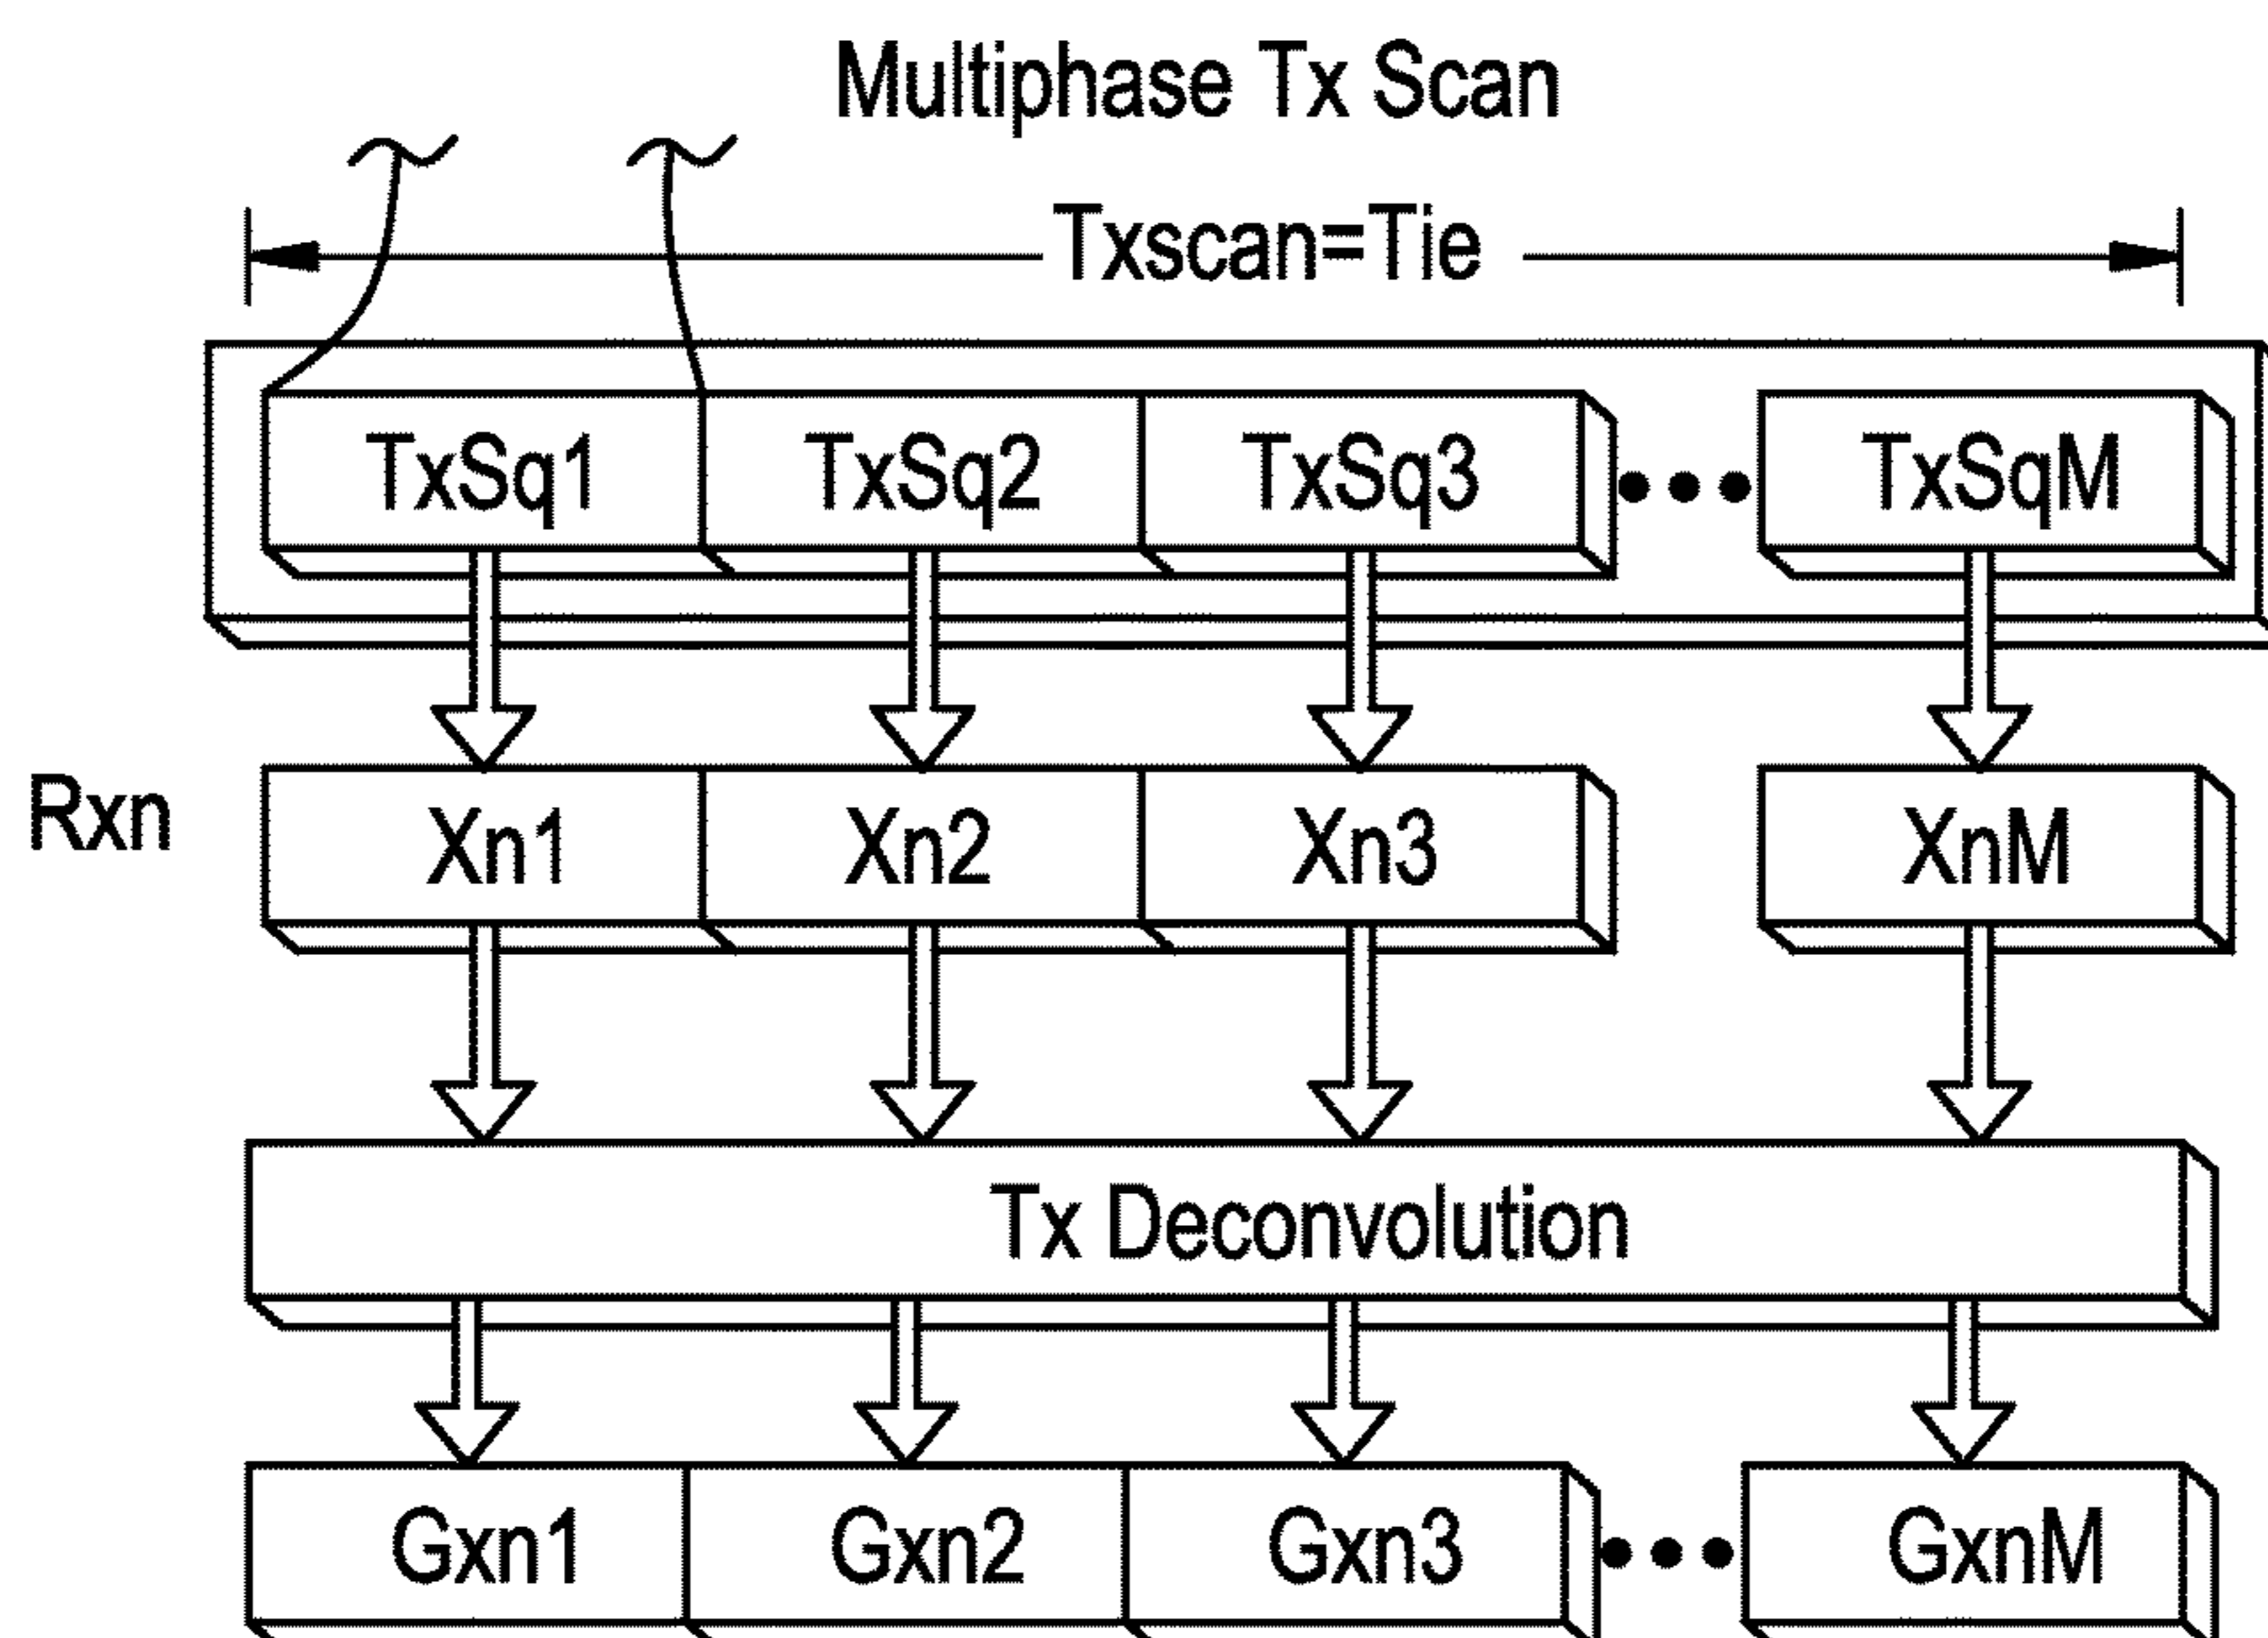 Multiphase Tx Scan
Txscan=Tie
TxSq1 TxSq2 TxSq3 ••• TxSqM
Rxn Xn1 Xn2 Xn3 XnM
Tx Deconvolution
Gxn1 Gxn2 Gxn3 ••• GxnM